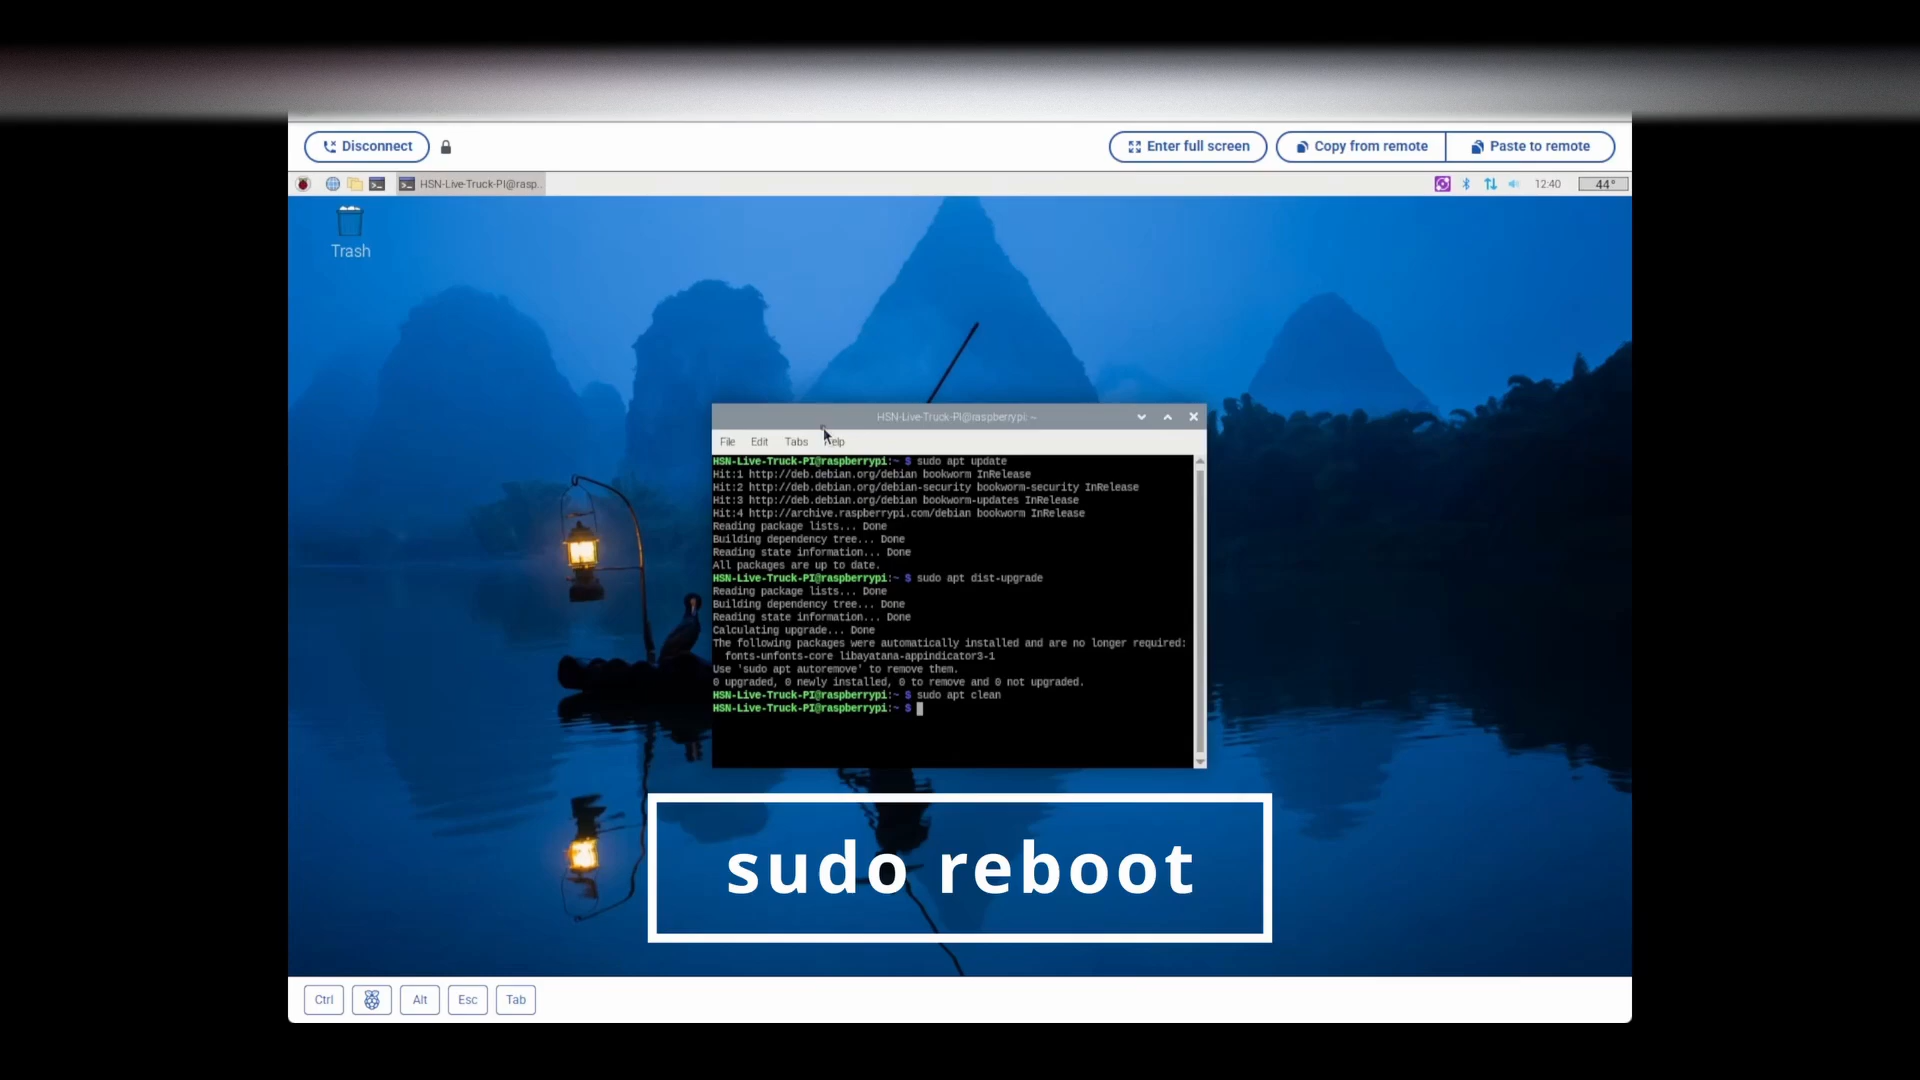 Disconnect
Enter full screen
Copy from remote
Paste to remote
HSN-Live-Truck-PI@rasp..
12:40
44°
Trash
HSN-Live-Truck-PI@raspberrypi: ~
File Edit Tabs elp
HSN-Live-Truck-PI@raspberrypi:~ $ sudo apt update
Hit:1 http://deb.debian.org/debian bookworm InRelease
Hit:2 http://deb.debian.org/debian-security bookworm-security InRelease
Hit:3 http://deb.debian.org/debian bookworm-updates InRelease
Hit:4 http://archive.raspberrypi.com/debian bookworm InRelease
Reading package lists... Done
Building dependency tree... Done
Reading state information... Done
All packages are up to date.
HSN-Live-Truck-PI@raspberrypi:~ $ sudo apt dist-upgrade
Reading package lists... Done
Building dependency tree... Done
Reading state information... Done
Calculating upgrade... Done
The following packages were automatically installed and are no longer required:
fonts-unfonts-core libayatana-appindicator3-1
Use 'sudo apt autoremove' to remove them.
0 upgraded, 0 newly installed, 0 to remove and 0 not upgraded.
HSN-Live-Truck-PI@raspberrypi:~ $ sudo apt clean
HSN-Live-Truck-PI@raspberrypi:~ $
sudo reboot
Ctrl
Alt
Esc
Tab